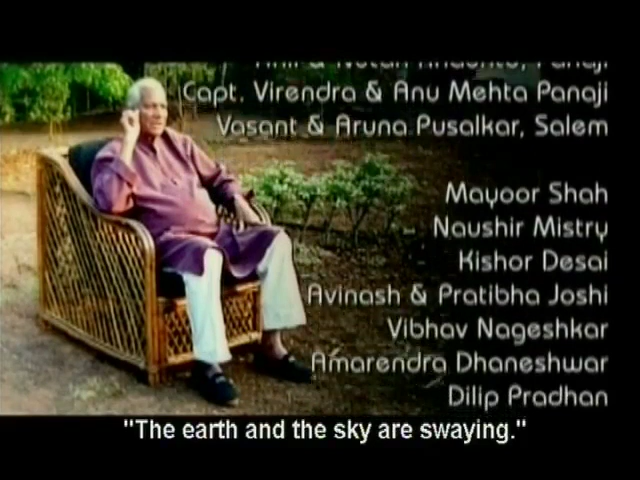 Capt. Virendra & Anu Mehta Panaji
Vasant & Aruna Pusalkar, Salem
Mayoor Shah
Naushir Mistry
Kishor Desai
Avinash & Pratibha Joshi
Vibhav Nageshkar
Amarendra Dhaneshwar
Dilip Pradhan
"The earth and the sky are swaying."